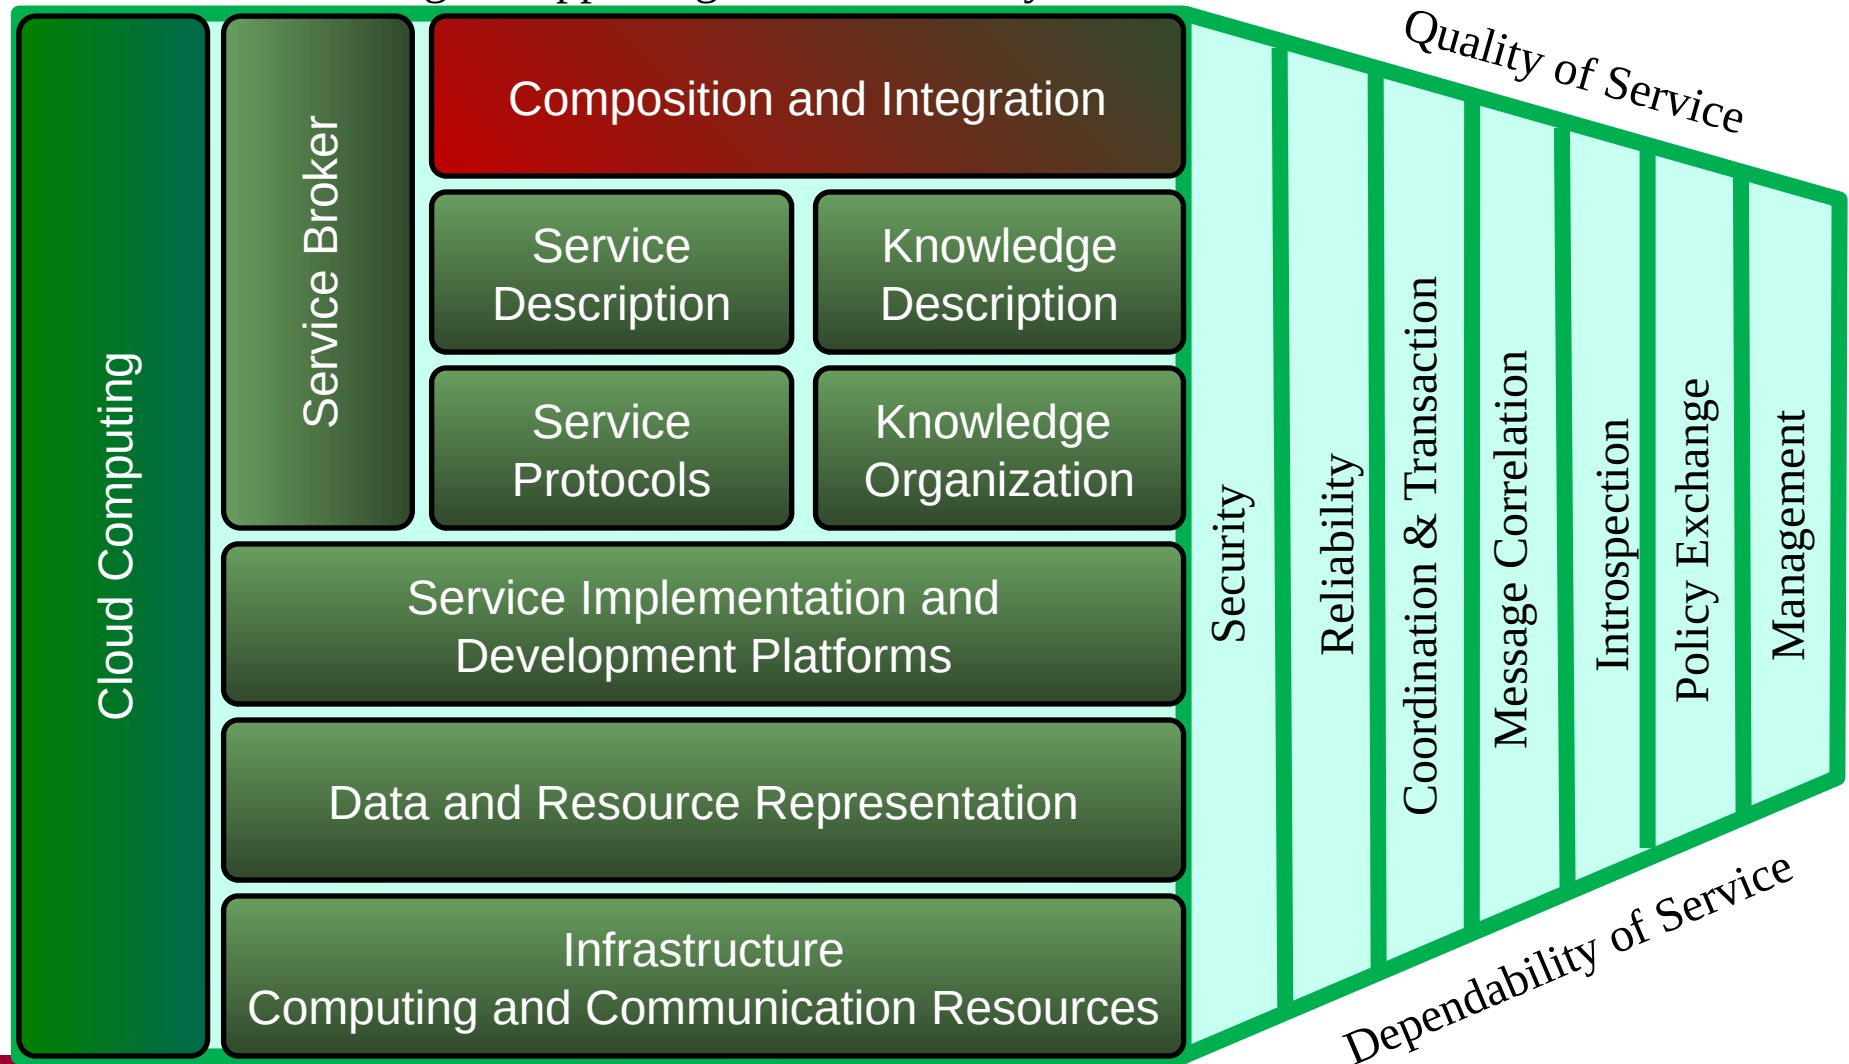 Cloud Computing
Service Broker
Composition and Integration
Service
Description
Knowledge
Description
Service
Protocols
Knowledge
Organization
Service Implementation and
Development Platforms
Data and Resource Representation
Infrastructure
Computing and Communication Resources
Quality of Service
Security
Reliability
Coordination & Transaction
Message Correlation
Introspection
Policy Exchange
Management
Dependability of Service